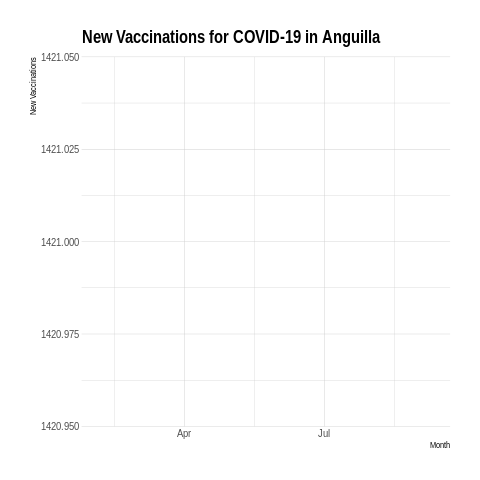 New Vaccinations for COVID-19 in Anguilla
New Vaccinations
1421.050
1421.025
1421.000
1420.975
1420.950
Apr
Jul
Month